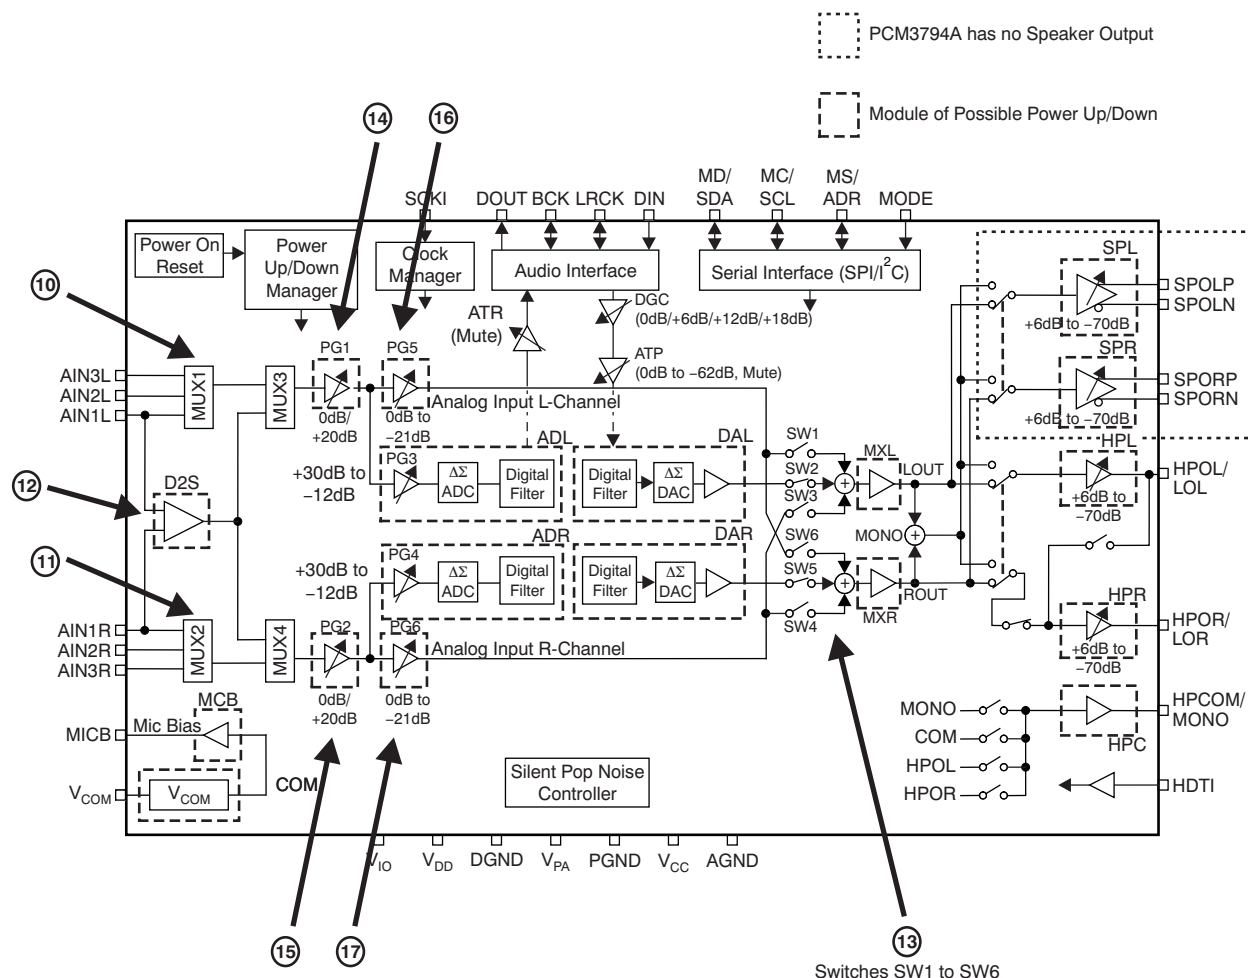 PCM3794A has no Speaker Output
Module of Possible Power Up/Down
14
16
SCKI
DOUT
BCK
LRCK
DIN
MD/
SDA
MC/
SCL
MS/
ADR
MODE
Power On
Reset
Power
Up/Down
Manager
Clock
Manager
Audio Interface
Serial Interface (SPI/I²C)
SPL
SPOLP
SPOLN
+6dB to −70dB
10
ATR
(Mute)
DGC
(0dB/+6dB/+12dB/+18dB)
ATP
(0dB to −62dB, Mute)
SPR
SPORP
SPORN
+6dB to −70dB
PG1
PG5
AIN3L
AIN2L
AIN1L
MUX1
MUX3
0dB/
+20dB
0dB to
−21dB
Analog Input L-Channel
ADL
DAL
SW1
SW2
SW3
MXL
LOUT
HPL
HPOL/
LOL
+6dB to
−70dB
+30dB to
−12dB
PG3
ΔΣ
ADC
Digital
Filter
Digital
Filter
ΔΣ
DAC
12
D2S
MONO
ADR
DAR
SW6
SW5
SW4
MXR
ROUT
11
+30dB to
−12dB
PG4
ΔΣ
ADC
Digital
Filter
Digital
Filter
ΔΣ
DAC
HPR
HPOR/
LOR
+6dB to
−70dB
AIN1R
AIN2R
AIN3R
MUX2
MUX4
PG2
PG6
Analog Input R-Channel
0dB/
+20dB
0dB to
−21dB
MCB
MICB
Mic Bias
VCOM
VCOM
COM
Silent Pop Noise
Controller
MONO
COM
HPOL
HPOR
HPC
HPCOM/
MONO
HDTI
VIO
VDD
DGND
VPA
PGND
VCC
AGND
15
17
13
Switches SW1 to SW6